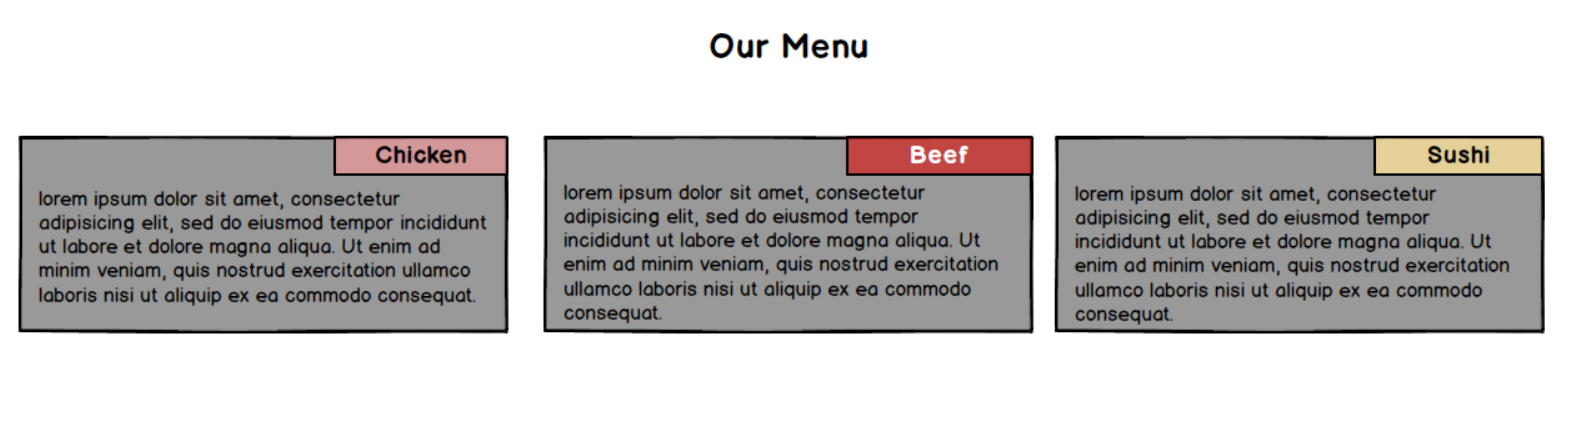 Our Menu
Chicken
lorem ipsum dolor sit amet, consectetur
adipisicing elit, sed do eiusmod tempor incididunt
ut labore et dolore magna aliqua. Ut enim ad
minim veniam, quis nostrud exercitation ullamco
laboris nisi ut aliquip ex ea commodo consequat.
Beef
lorem ipsum dolor sit amet, consectetur
adipisicing elit, sed do eiusmod tempor
incididunt ut labore et dolore magna aliqua. Ut
enim ad minim veniam, quis nostrud exercitation
ullamco laboris nisi ut aliquip ex ea commodo
consequat.
Sushi
lorem ipsum dolor sit amet, consectetur
adipisicing elit, sed do eiusmod tempor
incididunt ut labore et dolore magna aliqua. Ut
enim ad minim veniam, quis nostrud exercitation
ullamco laboris nisi ut aliquip ex ea commodo
consequat.